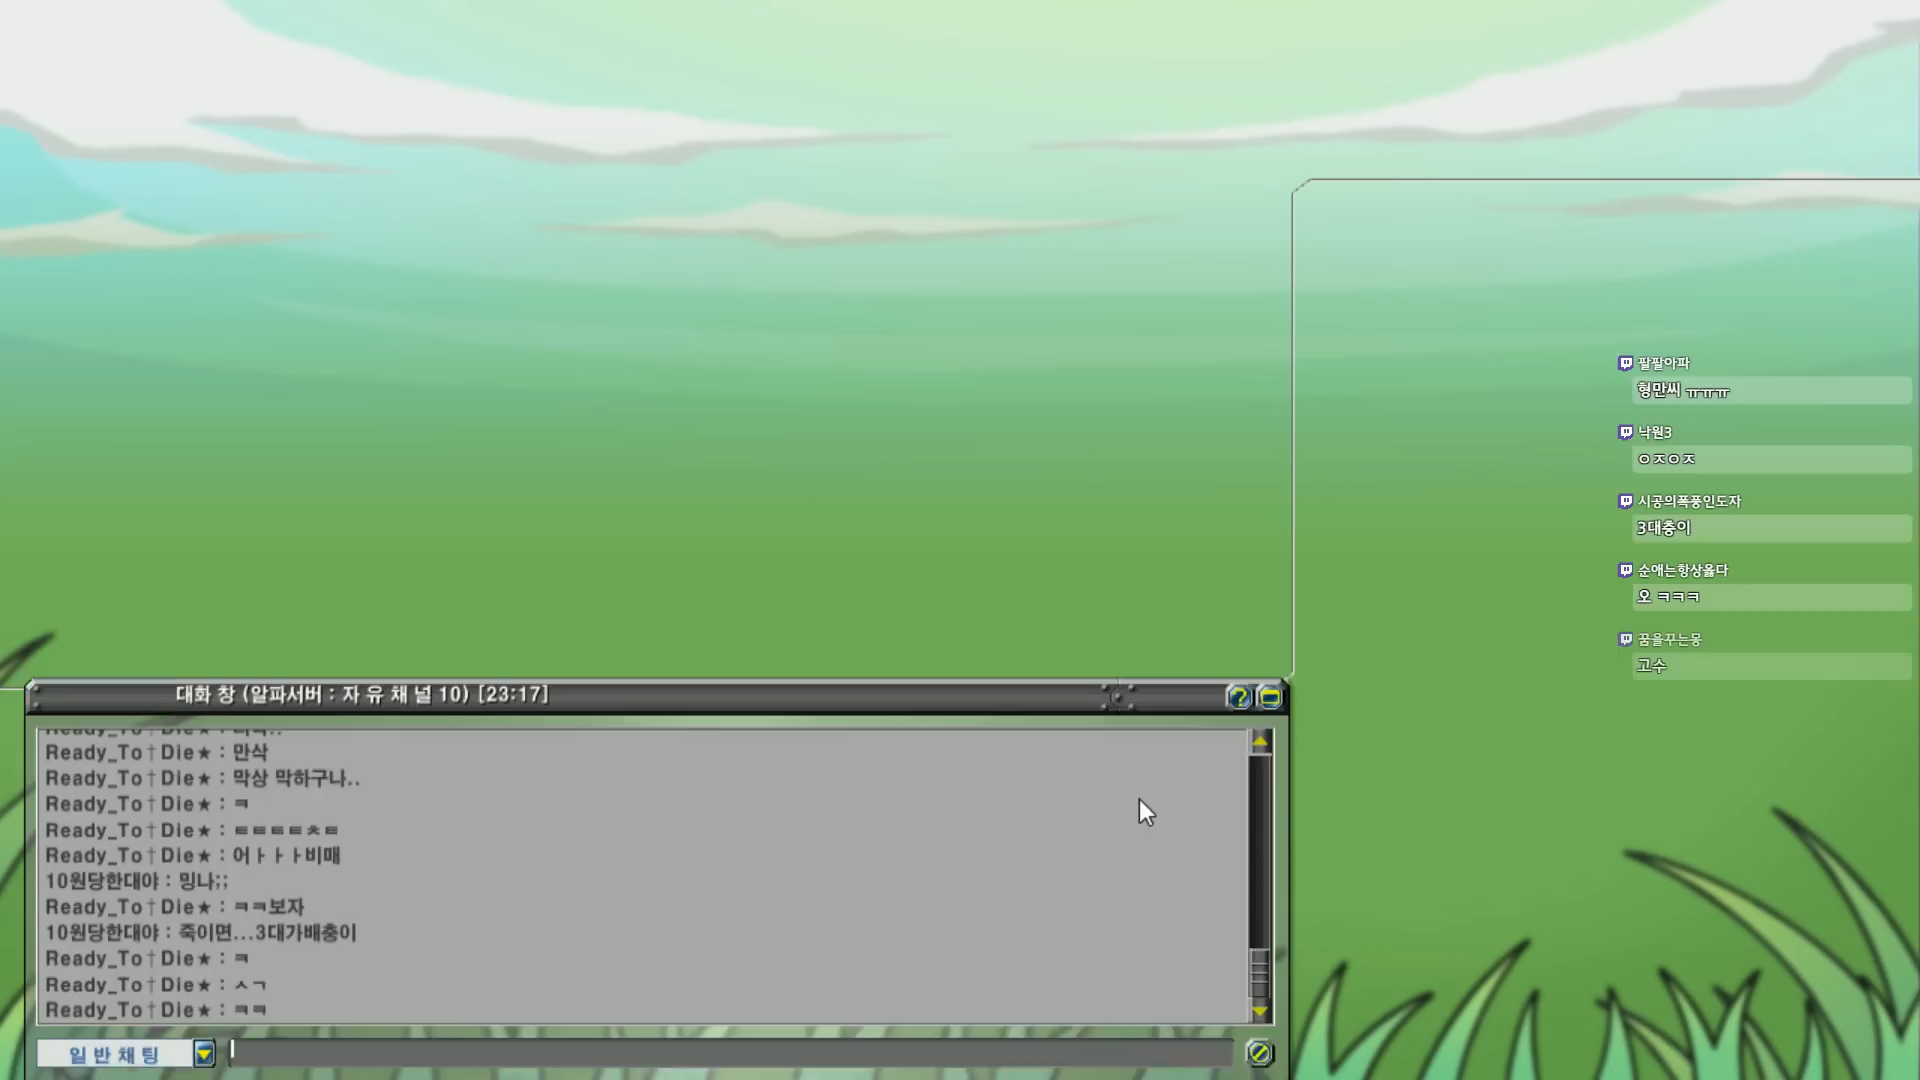 팔팔아파
형만씨 ㅠㅠㅠ
낙원3
ㅇㅈㅇㅈ
시공의폭풍인도자
3대충이
순애는항상옳다
오 ㅋㅋㅋ
꿈을꾸는몽
고수
대화 창 (알파서버 : 자 유 채 널 10) [23:17]
Ready_To†Die★ :
Ready_To†Die★ : 만삭
Ready_To†Die★ : 막상 막하구나..
Ready_To†Die★ : ㅋ
Ready_To†Die★ : ㅌㅌㅌㅌㅊㅌ
Ready_To†Die★ : 어ㅏㅏㅏ비매
10원당한대야 : 밍나;;
Ready_To†Die★ : ㅋㅋ보자
10원당한대야 : 죽이면...3대가배충이
Ready_To†Die★ : ㅋ
Ready_To†Die★ : ㅅㄱ
Ready_To†Die★ : ㅋㅋ
일 반 채 팅